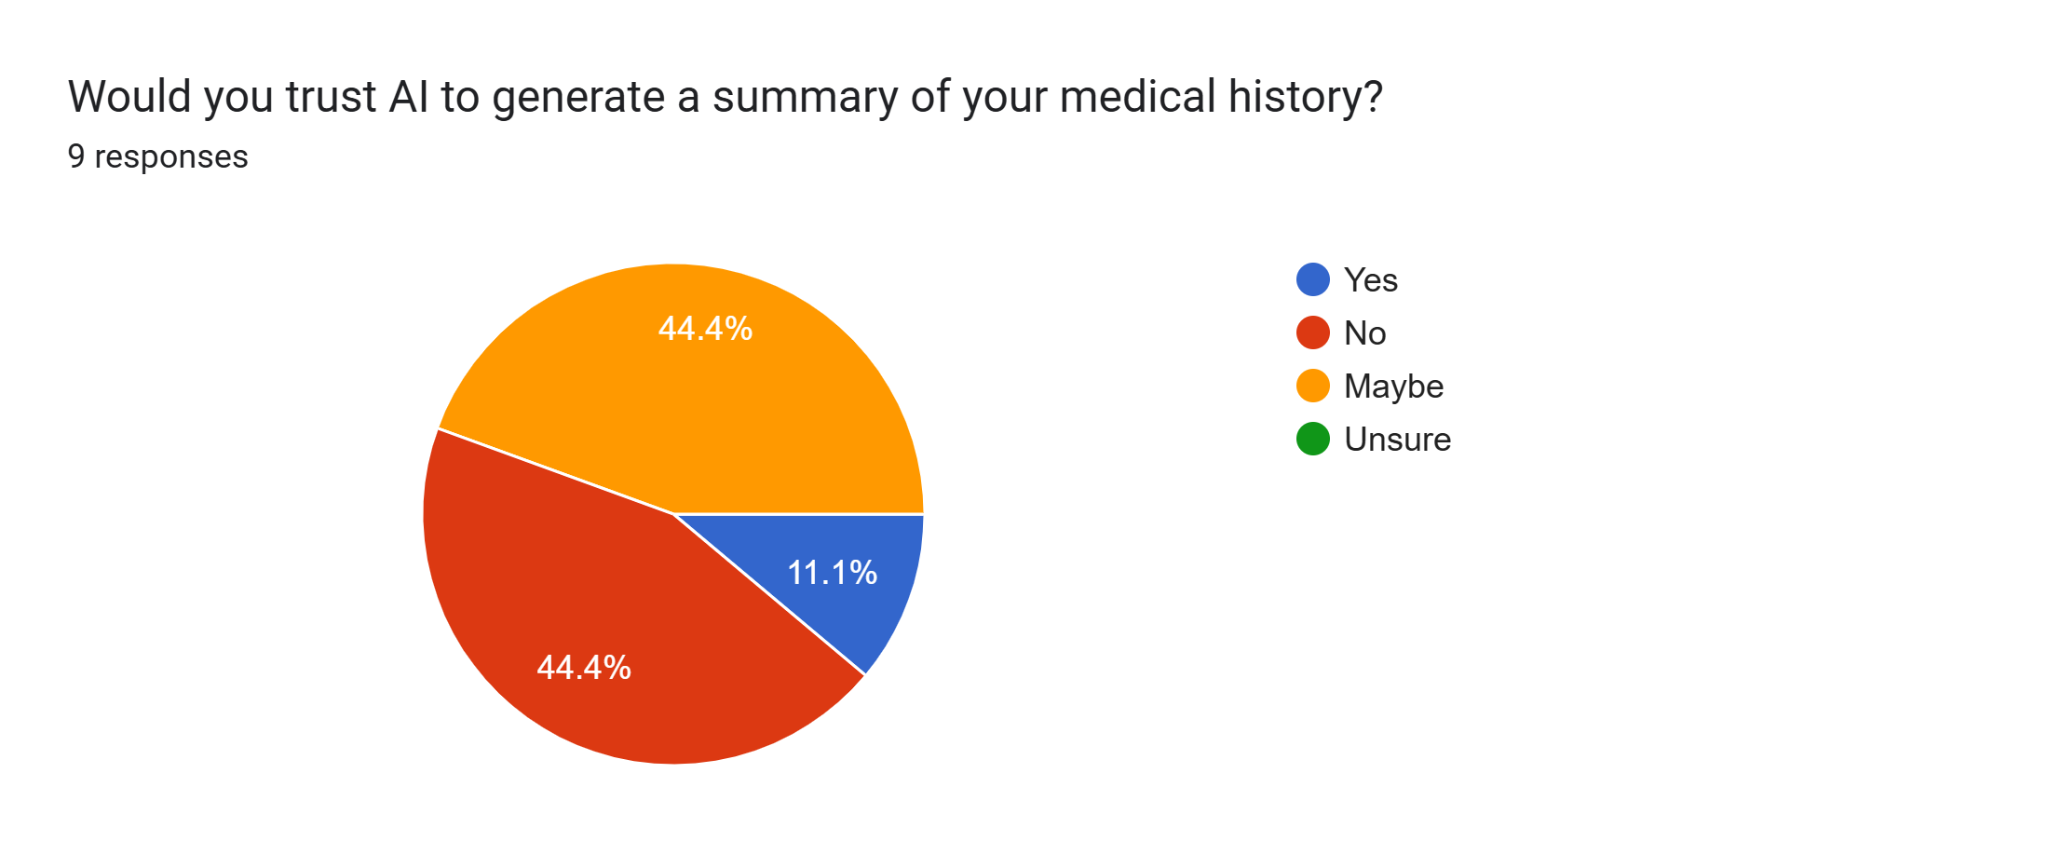 Would you trust AI to generate a summary of your medical history?
9 responses
44.4%
11.1%
44.4%
Yes
No
Maybe
Unsure